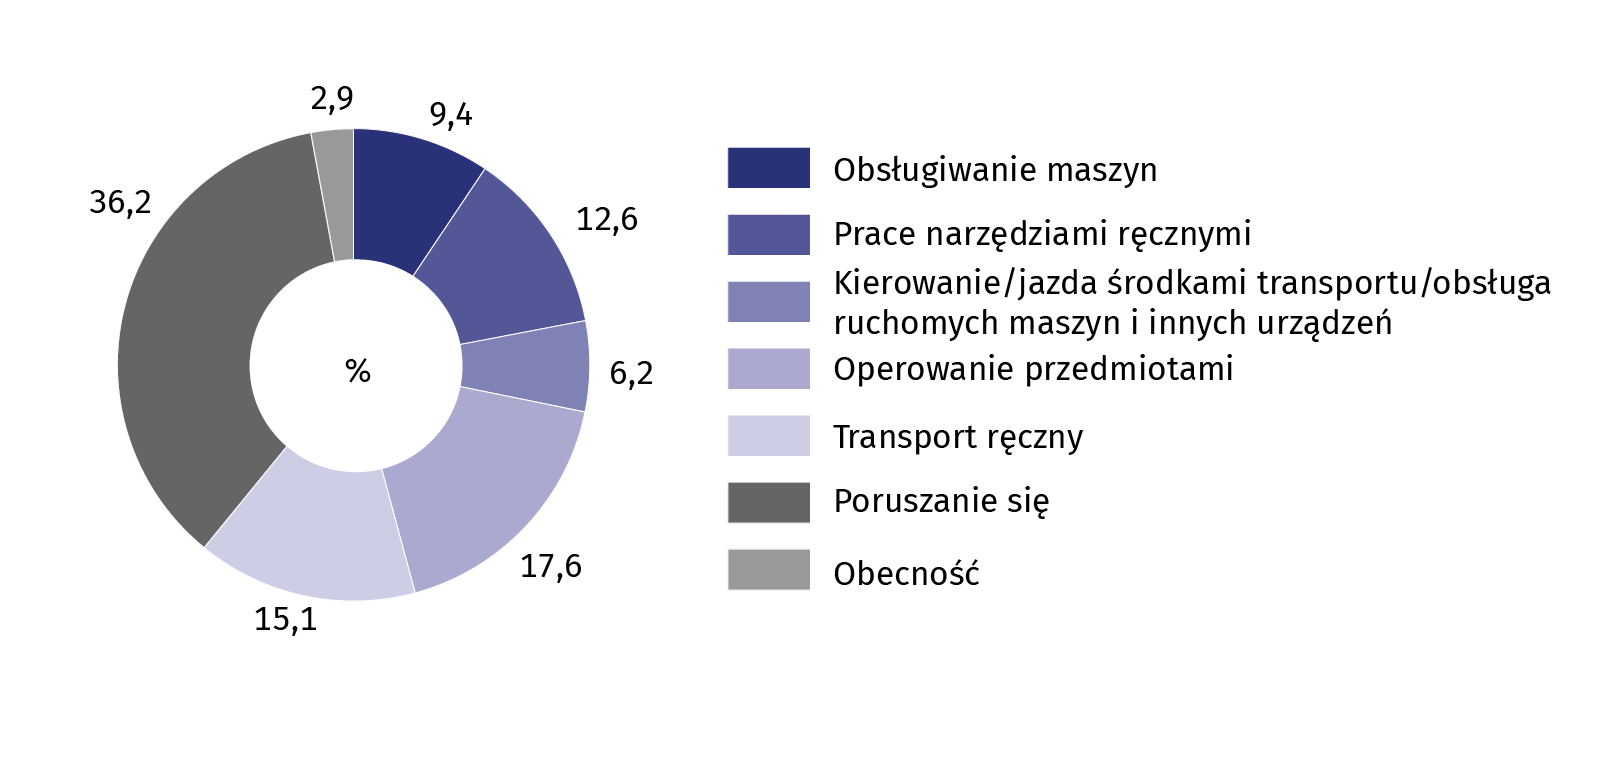 2,9
9,4
36,2
12,6
%
6,2
17,6
15,1
Obsługiwanie maszyn
Prace narzędziami ręcznymi
Kierowanie/jazda środkami transportu/obsługa
ruchomych maszyn i innych urządzeń
Operowanie przedmiotami
Transport ręczny
Poruszanie się
Obecność